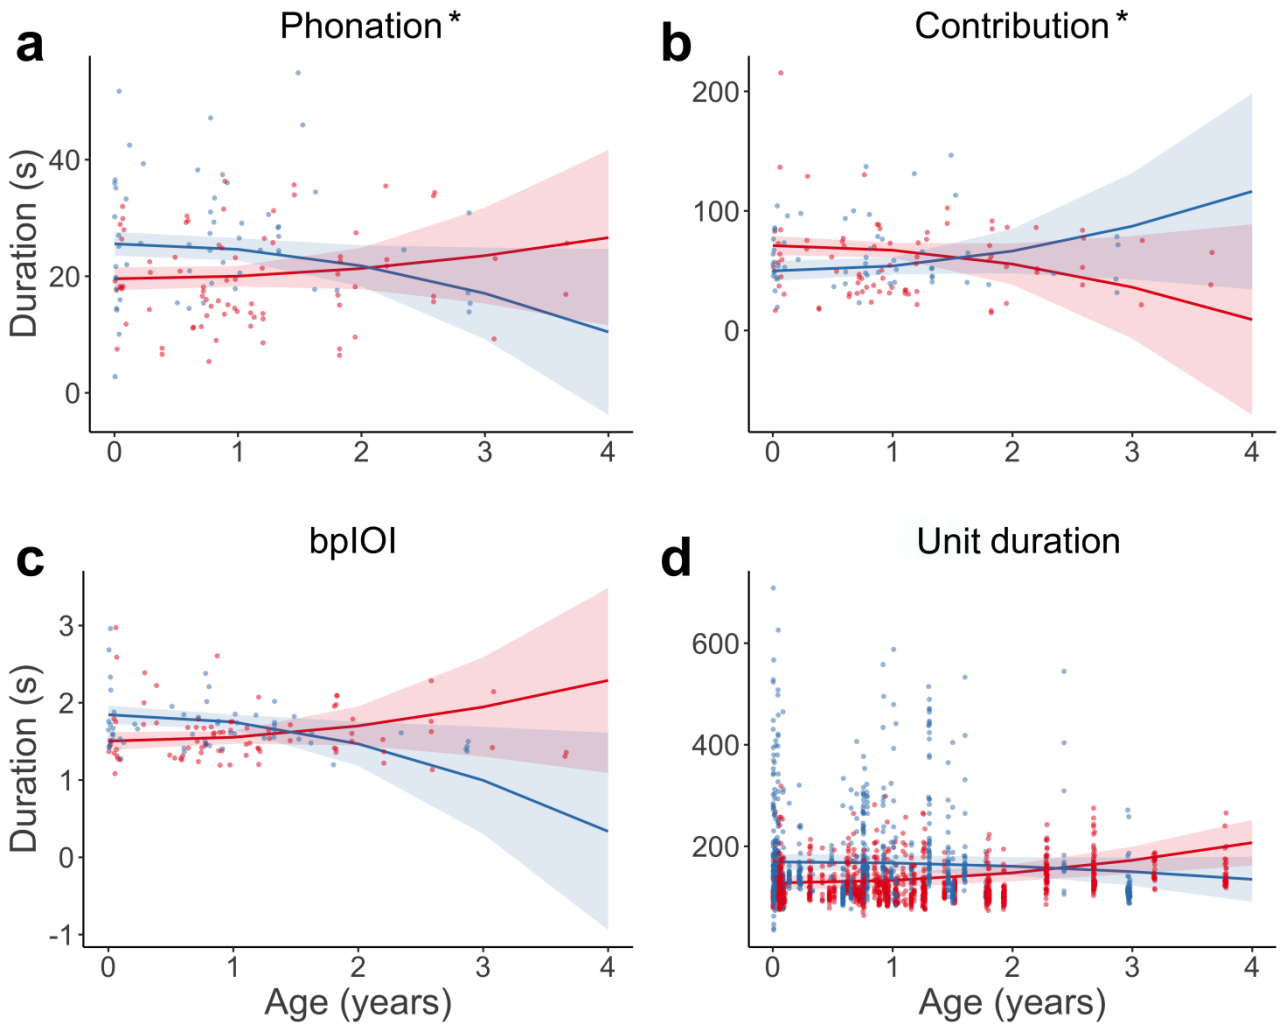 a
Phonation *
Duration (s)
40
20
0
0 1 2 3 4
b
Contribution *
200
100
0
0 1 2 3 4
c
bpIOI
Duration (s)
3
2
1
0
-1
0 1 2 3 4
Age (years)
d
Unit duration
600
400
200
0 1 2 3 4
Age (years)